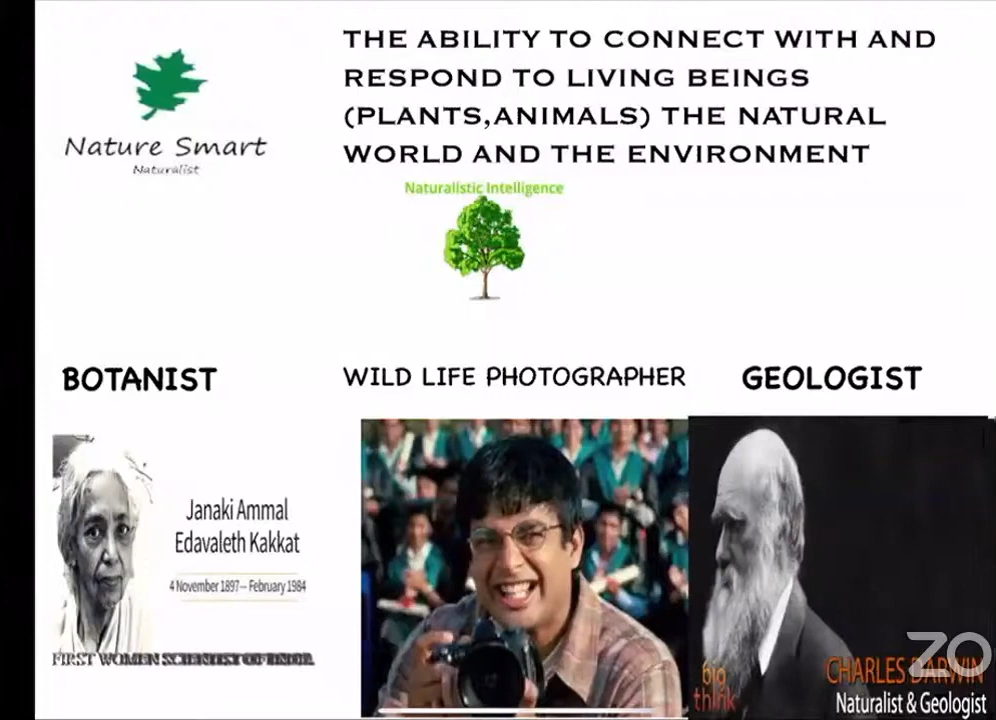 Nature Smart
Naturalist
THE ABILITY TO CONNECT WITH AND
RESPOND TO LIVING BEINGS
(PLANTS,ANIMALS) THE NATURAL
WORLD AND THE ENVIRONMENT
Naturalistic Intelligence
BOTANIST
WILD LIFE PHOTOGRAPHER
GEOLOGIST
Janaki Ammal
Edavaleth Kakkat
4 November 1897– February 1984
FIRST WOMEN SCIENTIST OF
big
think
CHARLES DARWIN
Naturalist & Geologist
ZO